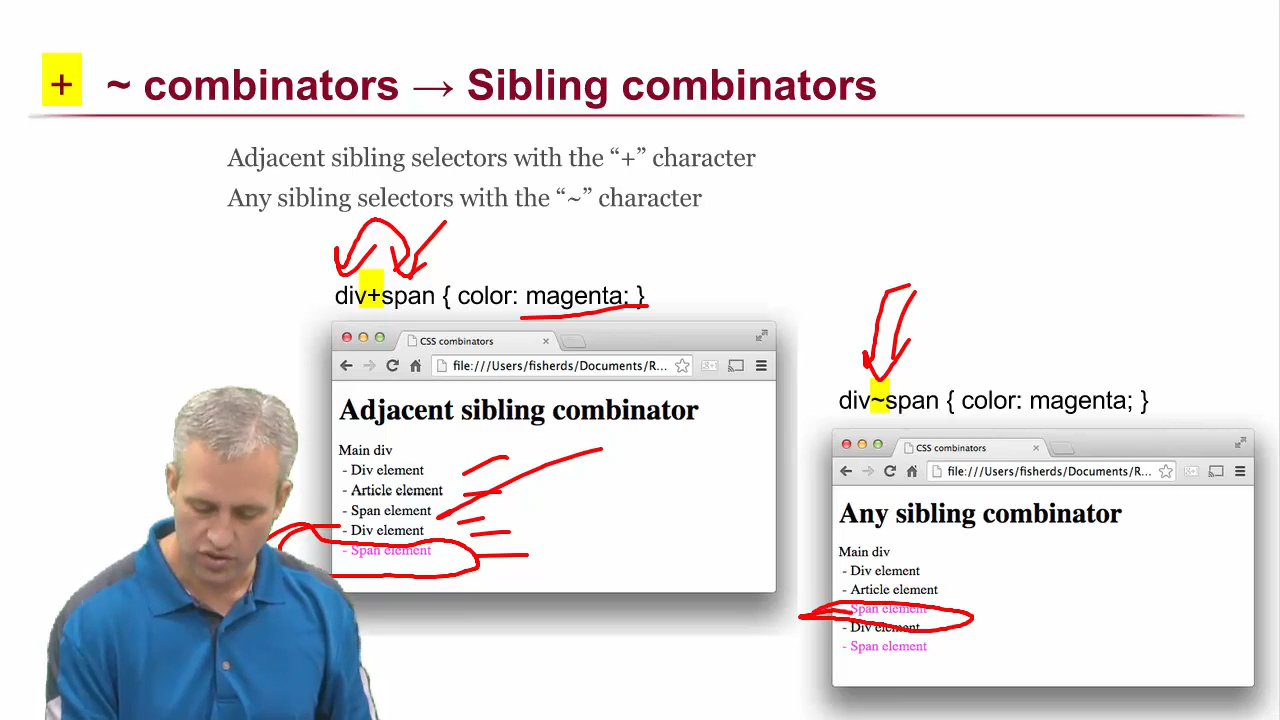 + ~ combinators → Sibling combinators
Adjacent sibling selectors with the “+” character
Any sibling selectors with the “~” character
div+span { color: magenta; }
CSS combinators
file:///Users/fisherds/Documents/R...
Adjacent sibling combinator
Main div
- Div element
- Article element
- Span element
- Div element
- Span element
div~span { color: magenta; }
CSS combinators
file:///Users/fisherds/Documents/R...
Any sibling combinator
Main div
- Div element
- Article element
- Span element
- Div element
- Span element